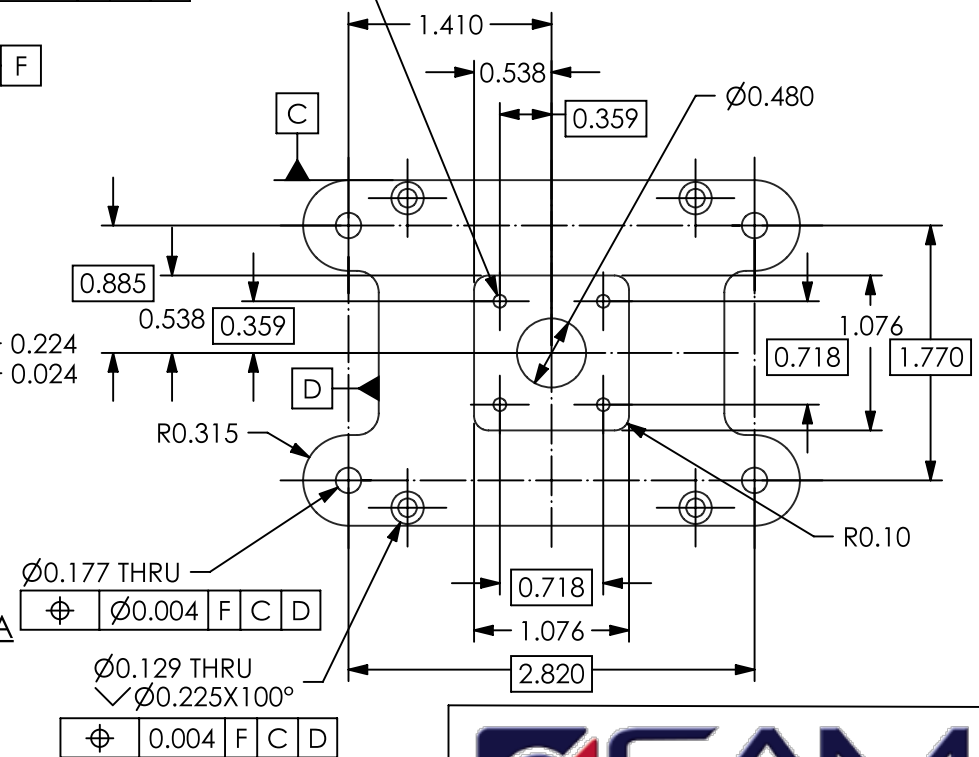 1.410
F
0.538
Ø0.480
C
0.359
0.885
0.538
0.359
0.224
0.024
1.076
0.718
1.770
D
R0.315
R0.10
Ø0.177 THRU
⌖ Ø0.004 F C D
0.718
A
1.076
Ø0.129 THRU
⌵ Ø0.225X100°
2.820
⌖ 0.004 F C D